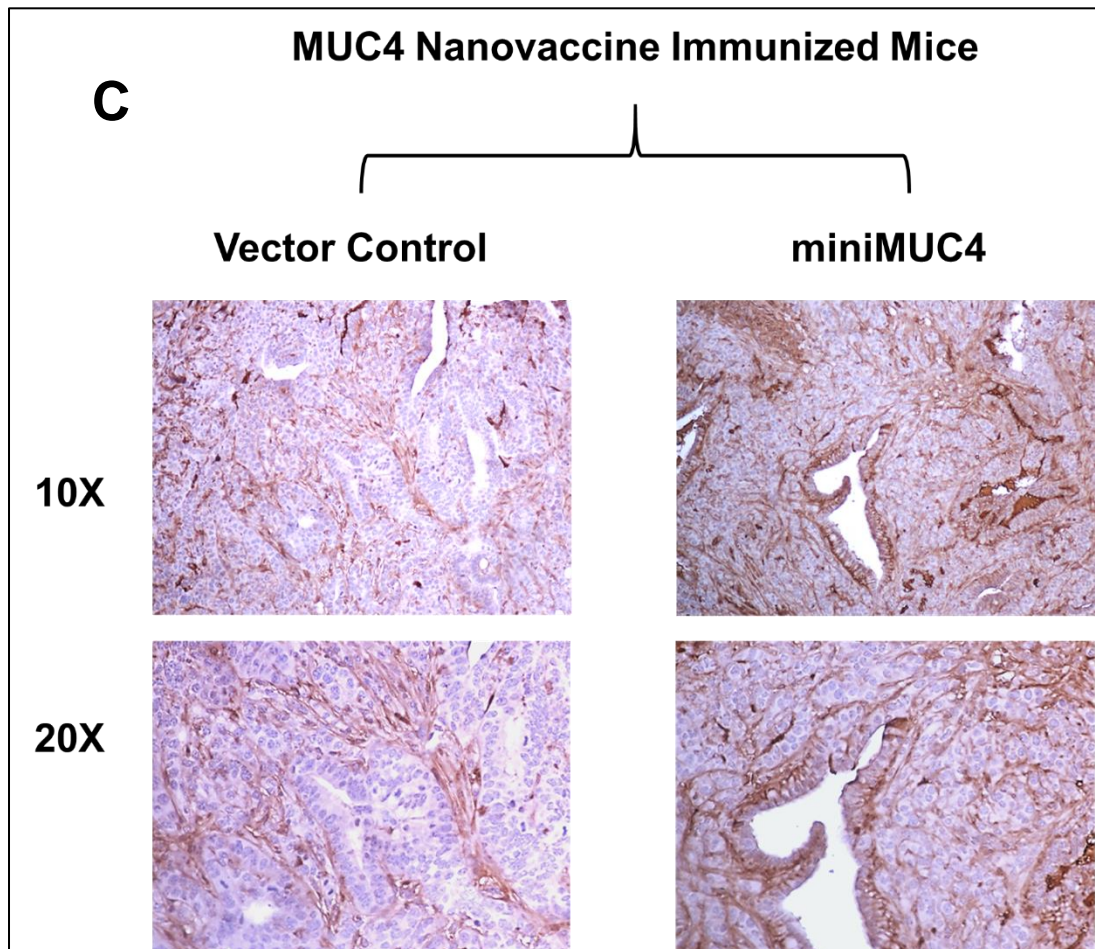 MUC4 Nanovaccine Immunized Mice
C
Vector Control
miniMUC4
10X
20X